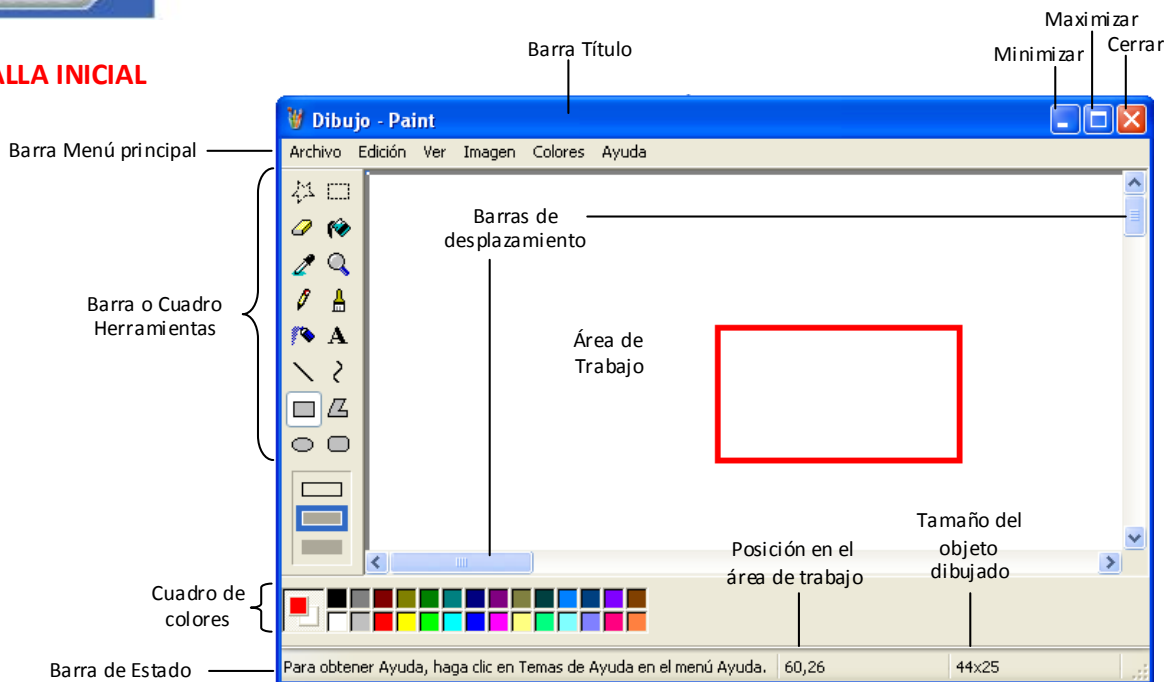 Maximizar
Barra Título
Minimizar
Cerrar
ALLA INICIAL
Dibujo - Paint
Barra Menú principal
Archivo Edición Ver Imagen Colores Ayuda
Barras de
desplazamiento
Barra o Cuadro
Herramientas
A
Área de
Trabajo
Tamaño del
objeto
dibujado
Posición en el
área de trabajo
Cuadro de
colores
Barra de Estado
Para obtener Ayuda, haga clic en Temas de Ayuda en el menú Ayuda. 60,26 44x25